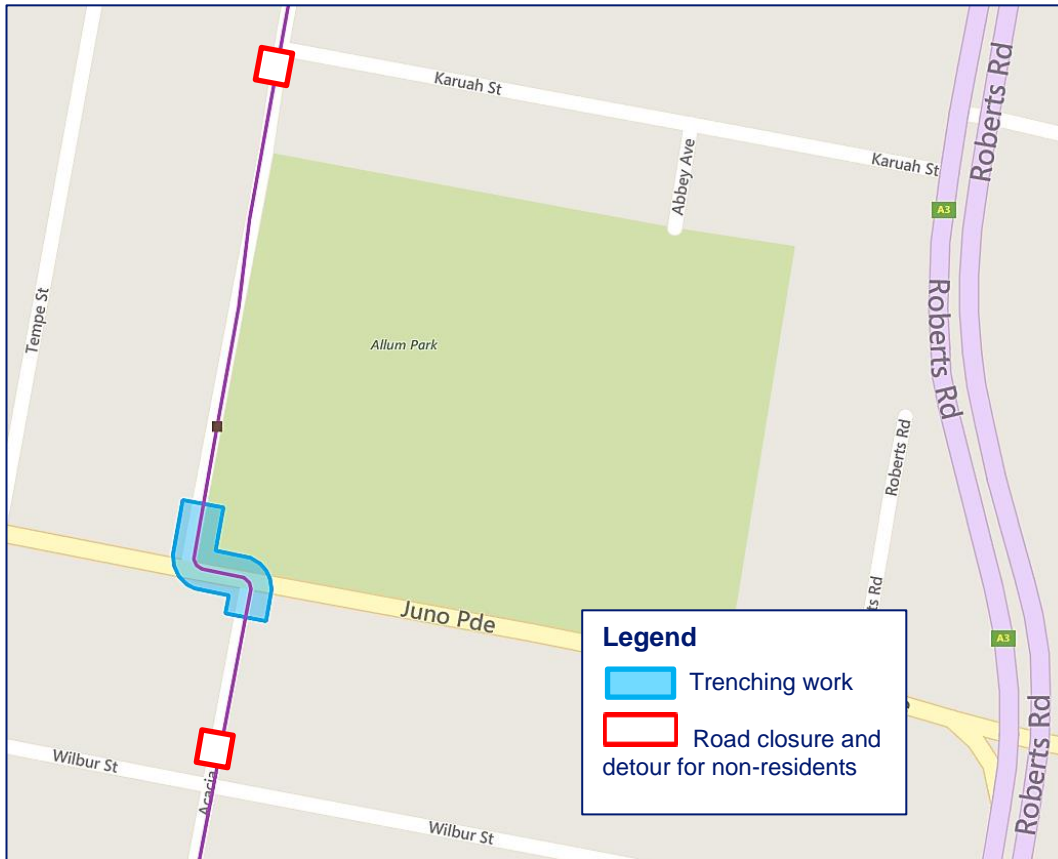 Karuah St
Karuah St
Roberts Rd
Abbey Ave
A3
Tempe St
Allum Park
Roberts Rd
Roberts Rd
ts Rd
Juno Pde
A3
Legend
Trenching work
Road closure and
detour for non-residents
Roberts Rd
Wilbur St
Acacia
Wilbur St